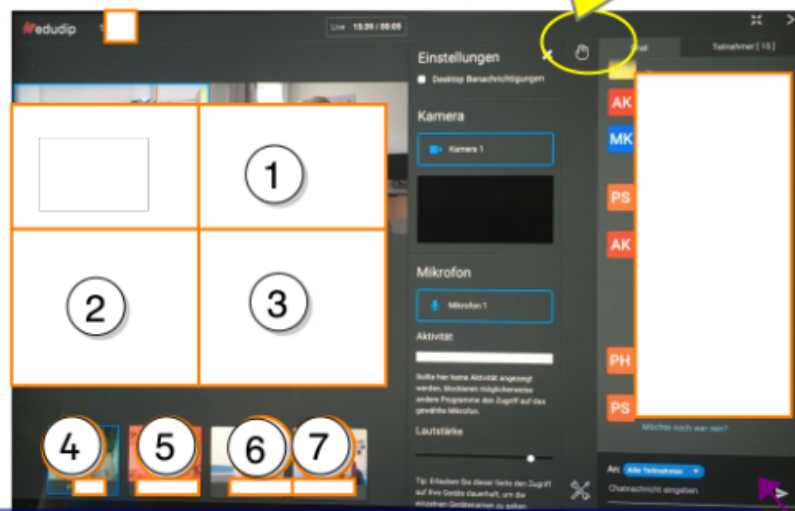 edudip
Live 15:39 / 00:05
Einstellungen
Desktop Benachrichtigungen
Kamera
Kamera 1
Mikrofon
Mikrofon 1
Aktivität
Sollte hier keine Aktivität angezeigt
werden, blockieren möglicherweise
andere Programme den Zugriff auf das
gewählte Mikrofon.
Lautstärke
Tip: Erlauben Sie dieser Seite den Zugriff
auf Ihre Geräte dauerhaft, um die
einzelnen Gerätenamen zu sehen.
Chat
Teilnehmer [ 15 ]
AK
MK
PS
AK
PH
PS
Möchte noch wer rein?
An: Alle Teilnehmer
Chatnachricht eingeben
1
2
3
4
5
6
7